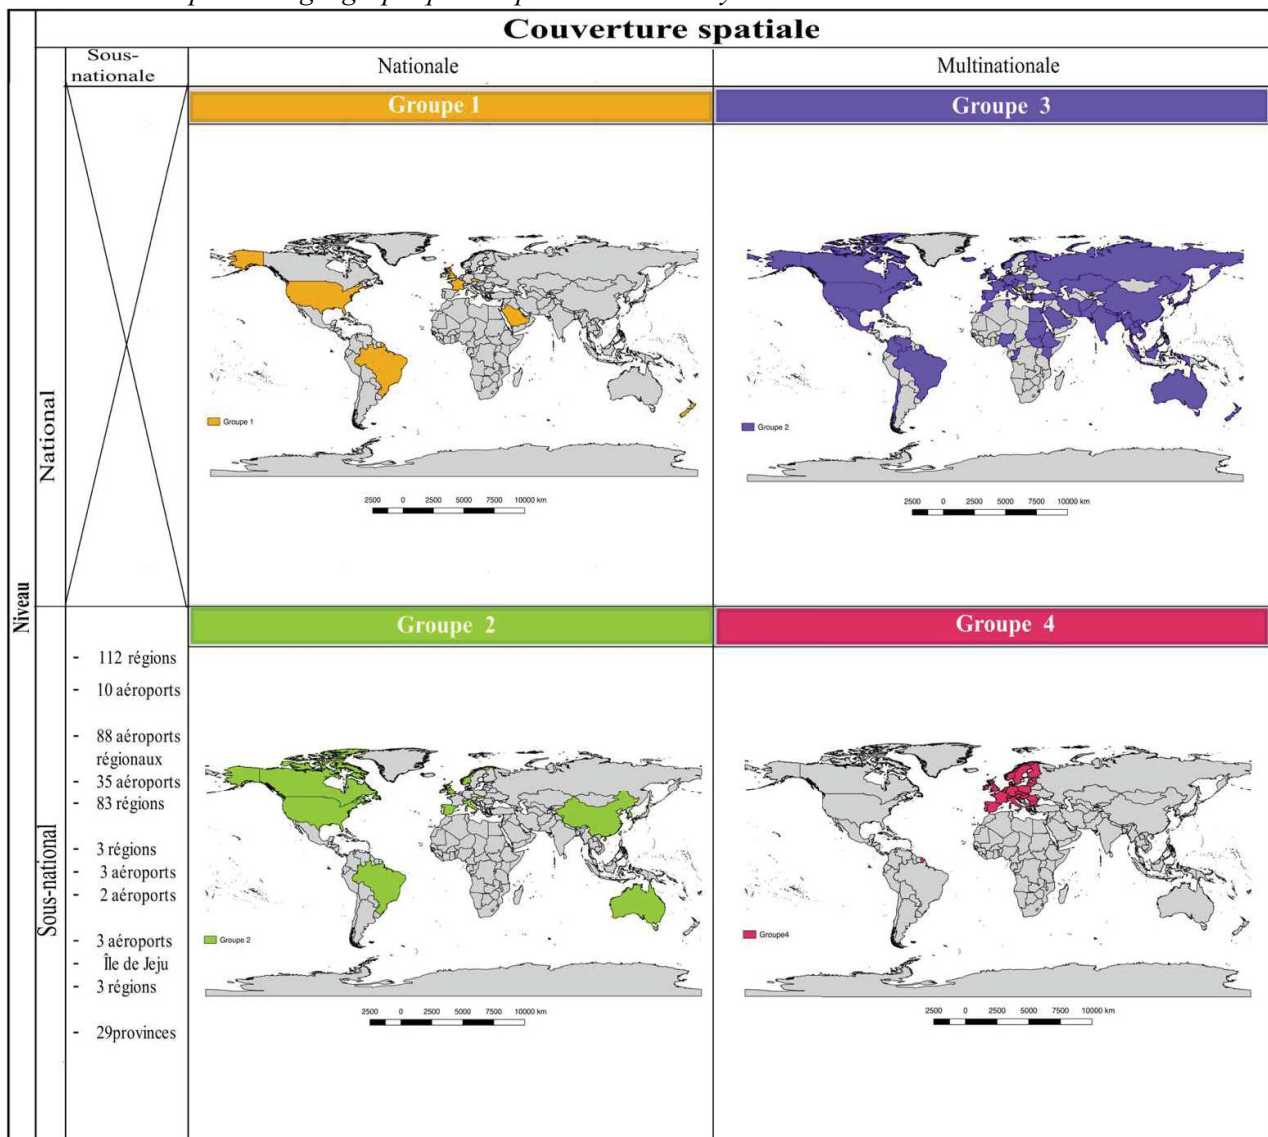 Couverture spatiale
Sous-
nationale
Nationale
Multinationale
Groupe 1
Groupe 3
Niveau
National
Groupe 1
2500 0 2500 5000 7500 10000 km
Groupe 2
2500 0 2500 5000 7500 10000 km
Groupe 2
Groupe 4
Sous-national
- 112 régions
- 10 aéroports
- 88 aéroports
régionaux
- 35 aéroports
- 83 régions
- 3 régions
- 3 aéroports
- 2 aéroports
- 3 aéroports
- Île de Jeju
- 3 régions
- 29provinces
Groupe 2
2500 0 2500 5000 7500 10000 km
Groupe4
2500 0 2500 5000 7500 10000 km